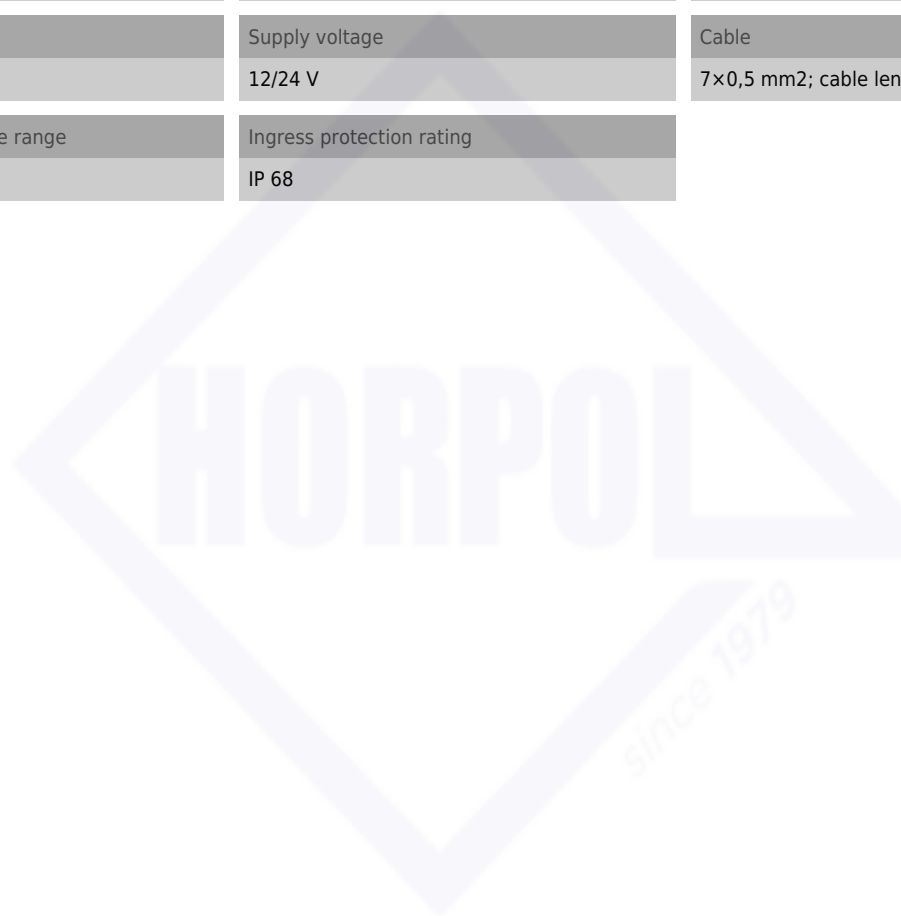 Supply voltage Cable
12/24 V 7×0,5 mm2; cable len
e range Ingress protection rating
IP 68
HORPOL
since 1979